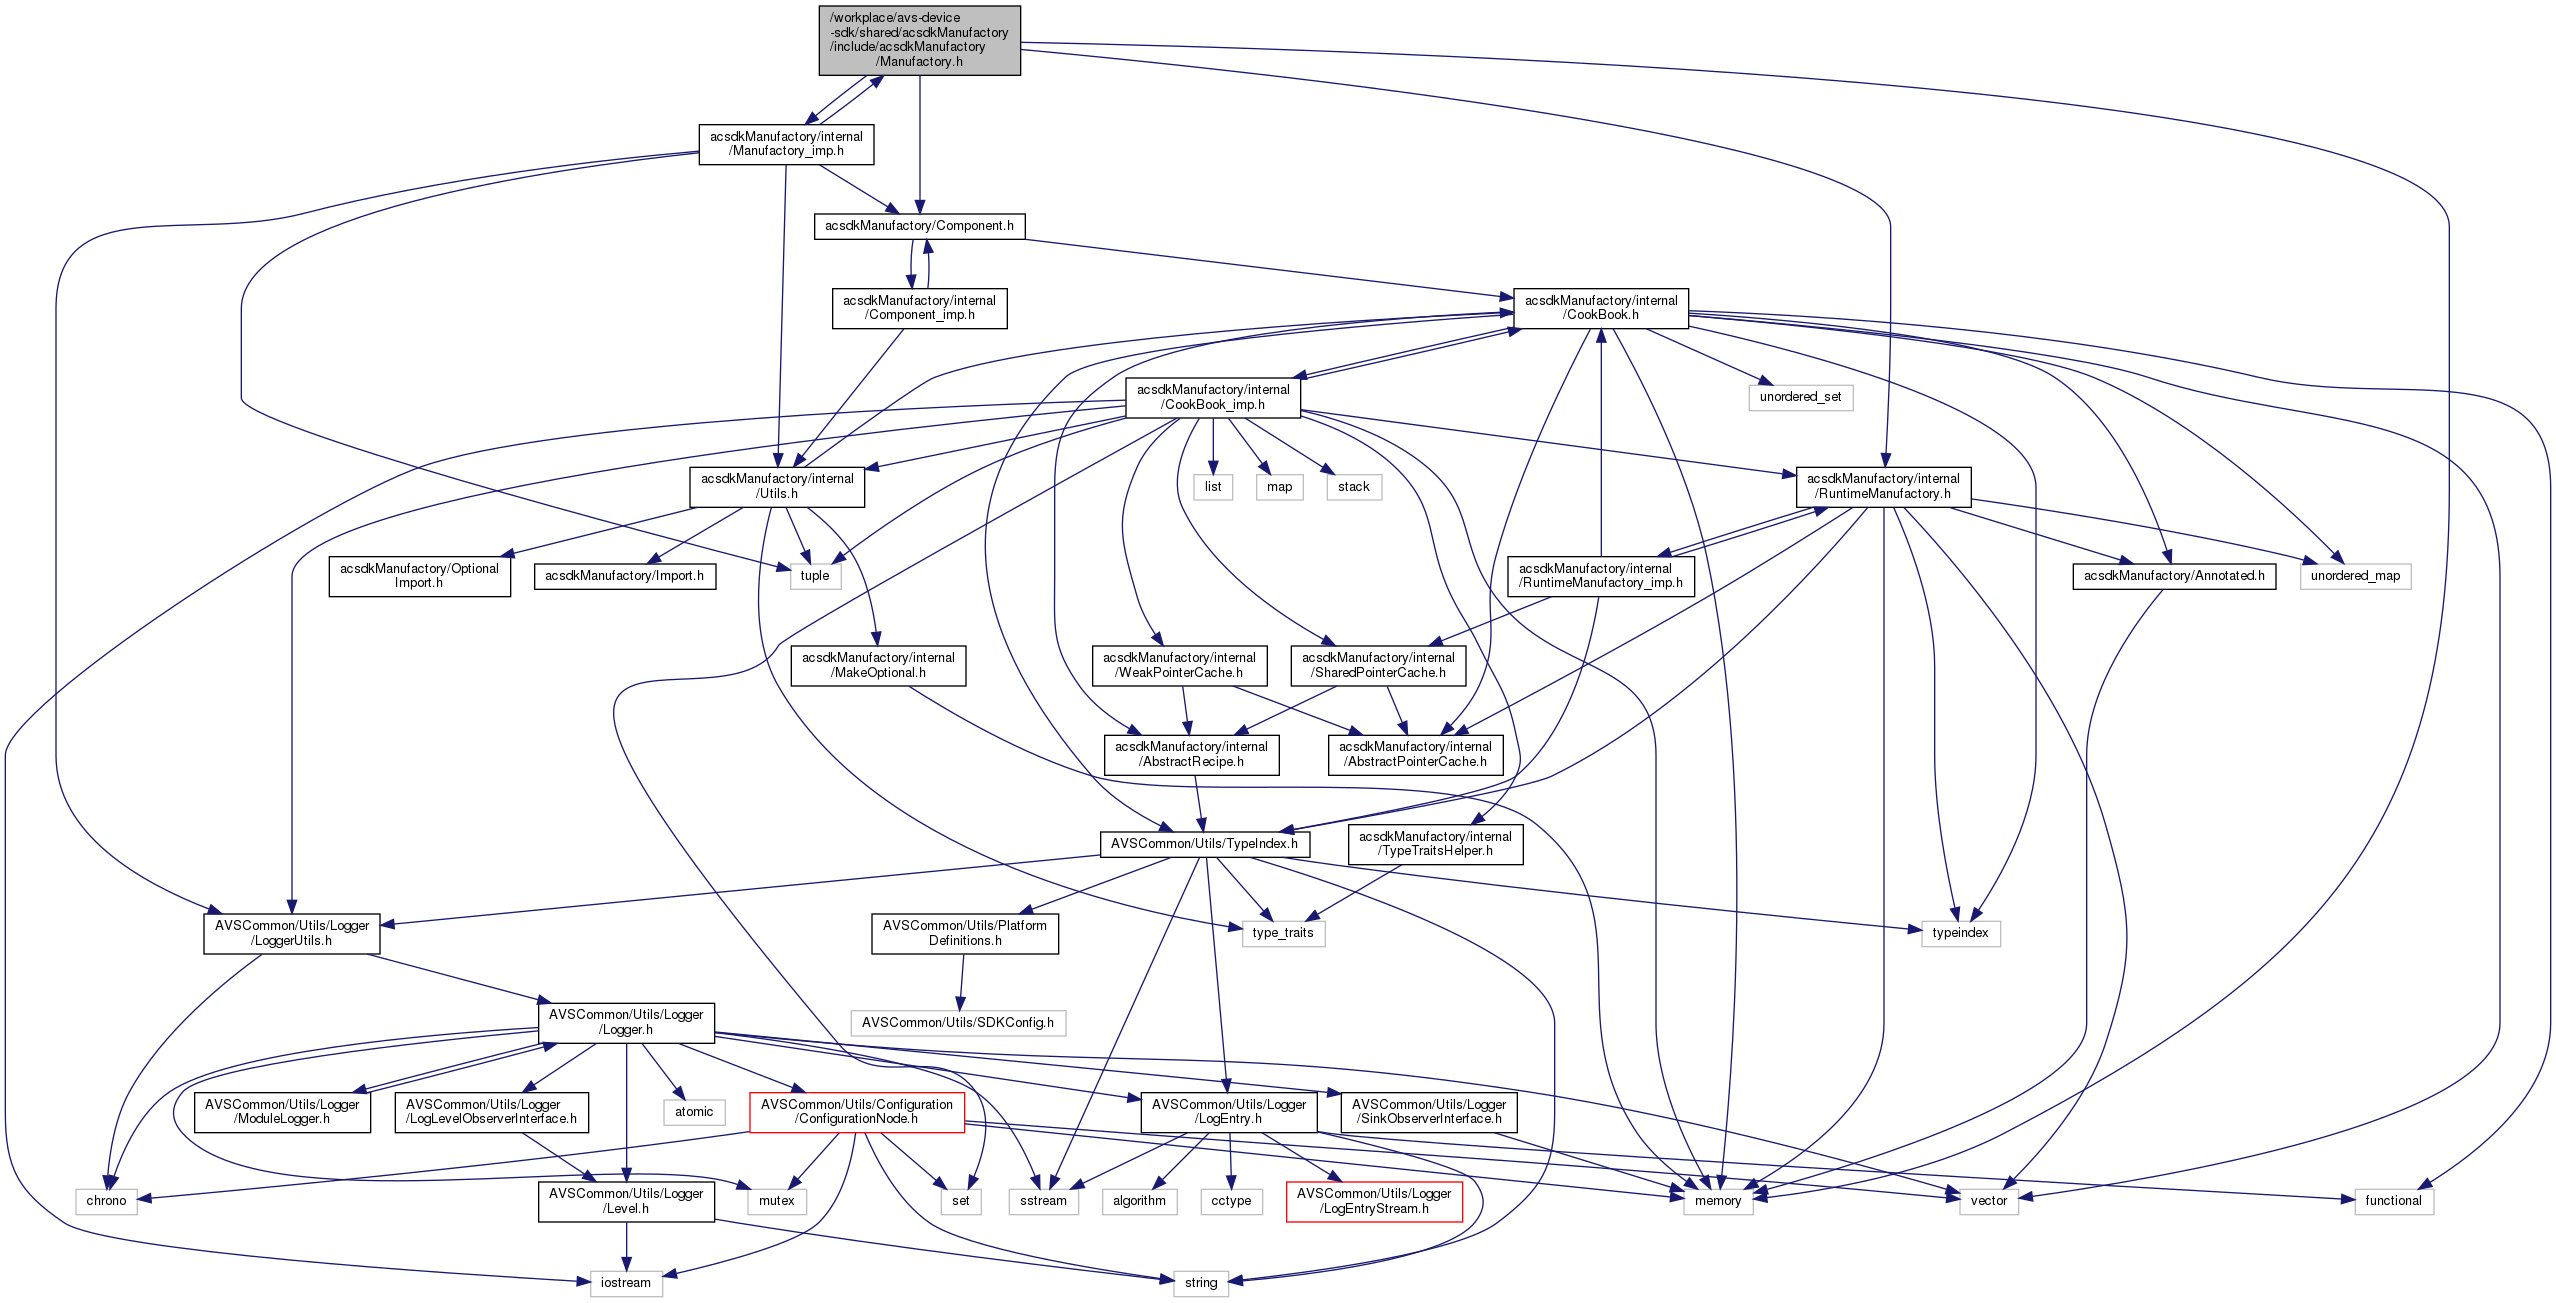 /workplace/avs-device
-sdk/shared/acsdkManufactory
/include/acsdkManufactory
/Manufactory.h
acsdkManufactory/internal
/Manufactory_imp.h
acsdkManufactory/Component.h
acsdkManufactory/internal
/Component_imp.h
acsdkManufactory/internal
/CookBook.h
acsdkManufactory/internal
/CookBook_imp.h
unordered_set
acsdkManufactory/internal
/Utils.h
list
map
stack
acsdkManufactory/internal
/RuntimeManufactory.h
acsdkManufactory/Optional
Import.h
acsdkManufactory/Import.h
tuple
acsdkManufactory/internal
/RuntimeManufactory_imp.h
acsdkManufactory/Annotated.h
unordered_map
acsdkManufactory/internal
/MakeOptional.h
acsdkManufactory/internal
/WeakPointerCache.h
acsdkManufactory/internal
/SharedPointerCache.h
acsdkManufactory/internal
/AbstractRecipe.h
acsdkManufactory/internal
/AbstractPointerCache.h
AVSCommon/Utils/TypeIndex.h
acsdkManufactory/internal
/TypeTraitsHelper.h
AVSCommon/Utils/Logger
/LoggerUtils.h
AVSCommon/Utils/Platform
Definitions.h
type_traits
typeindex
AVSCommon/Utils/Logger
/Logger.h
AVSCommon/Utils/SDKConfig.h
AVSCommon/Utils/Logger
/ModuleLogger.h
AVSCommon/Utils/Logger
/LogLevelObserverInterface.h
atomic
AVSCommon/Utils/Configuration
/ConfigurationNode.h
AVSCommon/Utils/Logger
/LogEntry.h
AVSCommon/Utils/Logger
/SinkObserverInterface.h
chrono
AVSCommon/Utils/Logger
/Level.h
mutex
set
sstream
algorithm
cctype
AVSCommon/Utils/Logger
/LogEntryStream.h
memory
vector
functional
iostream
string